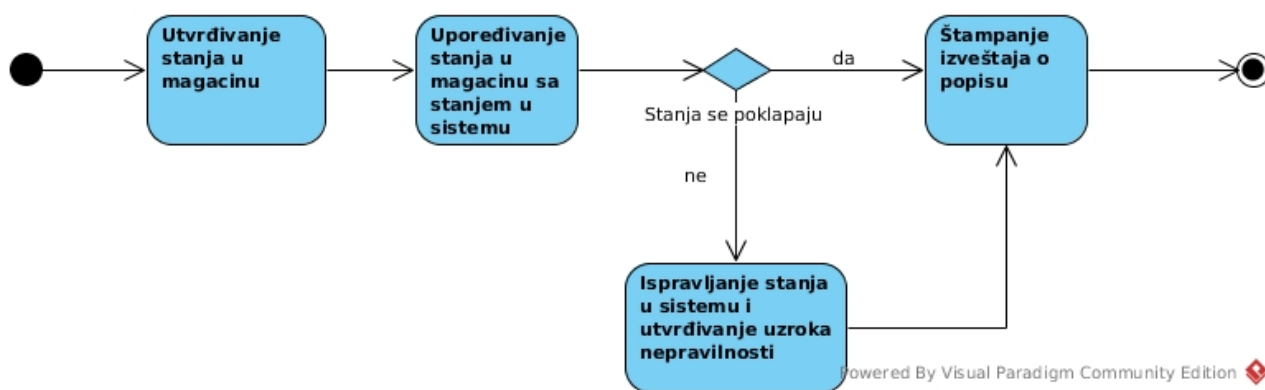 Utvrđivanje
stanja u
magacinu
Upoređivanje
stanja u
magacinu sa
stanjem u
sistemu
Stanja se poklapaju
da
ne
Štampanje
izveštaja o
popisu
Ispravljanje stanja
u sistemu i
utvrđivanje uzroka
nepravilnosti
Powered By Visual Paradigm Community Edition